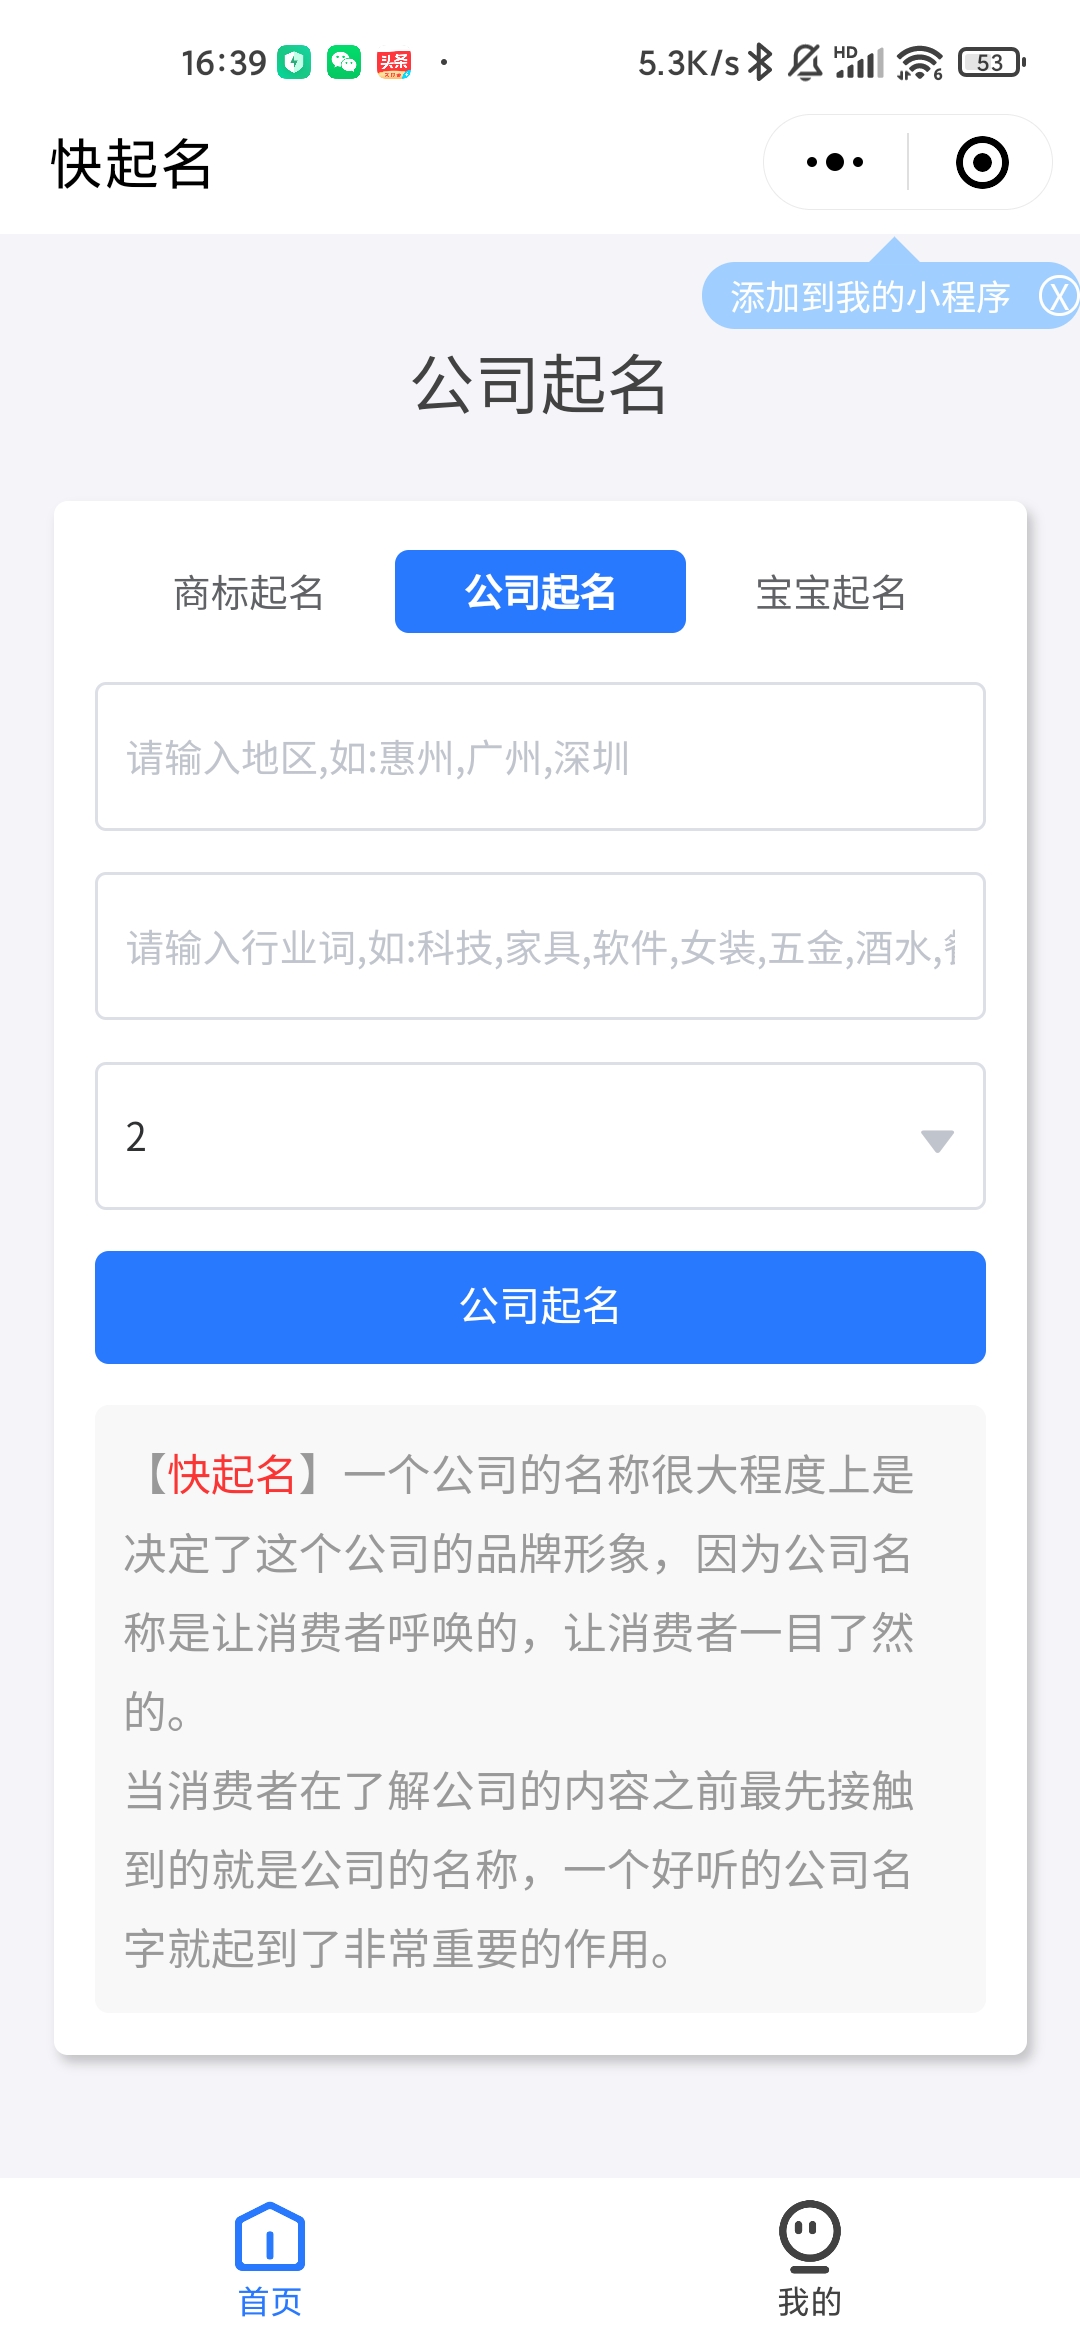 16:39
头条
5.3K/s
HD
6
53
快起名
添加到我的小程序 X
公司起名
商标起名
公司起名
宝宝起名
请输入地区,如:惠州,广州,深圳
请输入行业词,如:科技,家具,软件,女装,五金,酒水,
2
公司起名
【快起名】一个公司的名称很大程度上是
决定了这个公司的品牌形象，因为公司名
称是让消费者呼唤的，让消费者一目了然
的。
当消费者在了解公司的内容之前最先接触
到的就是公司的名称，一个好听的公司名
字就起到了非常重要的作用。
首页
我的